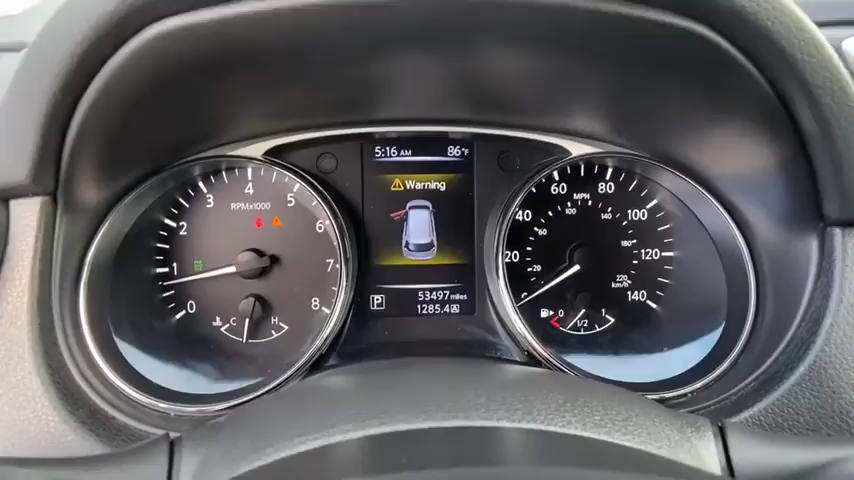 5:16 AM 86°F
Warning
P
53497 miles
1285.4 A
RPMx1000
0 1 2 3 4 5 6 7 8
C H
MPH
20 40 60 80 100 120 140
20 60 100 140 180 220
km/h
0 1/2 1